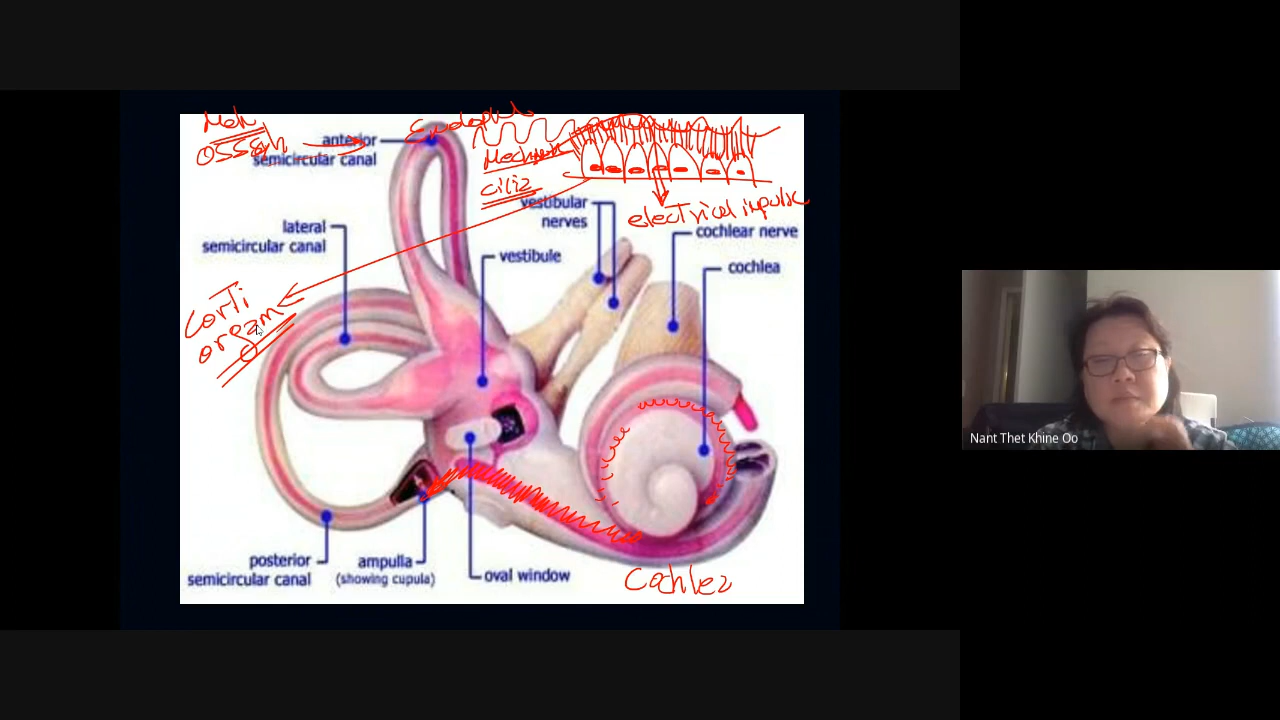 anterior
semicircular canal
cilia
electrical impulse
vestibular
nerves
cochlear nerve
lateral
semicircular canal
vestibule
cochlea
Corti
organ
Nant Thet Khine Oo
posterior
semicircular canal
ampulla
(showing cupula)
oval window
Cochlea